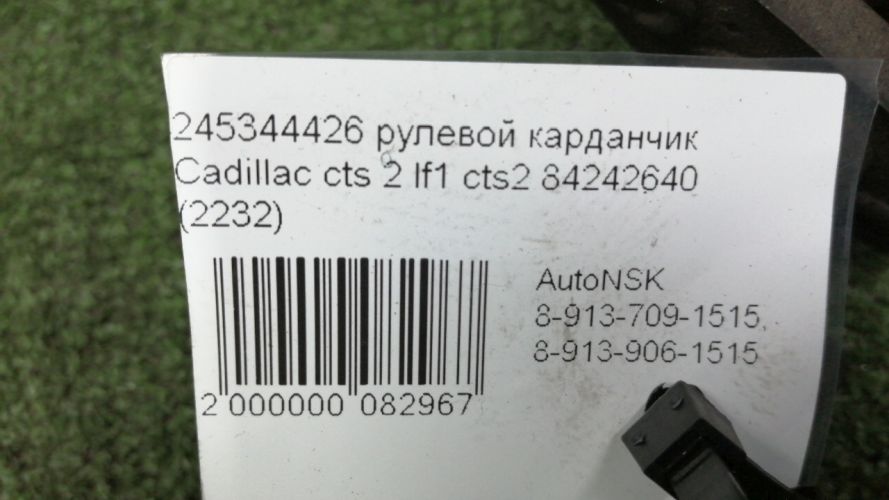 245344426 рулевой карданчик
Cadillac cts 2 lf1 cts2 84242640
(2232)
AutoNSK
8-913-709-1515,
8-913-906-1515
2 000000 082967